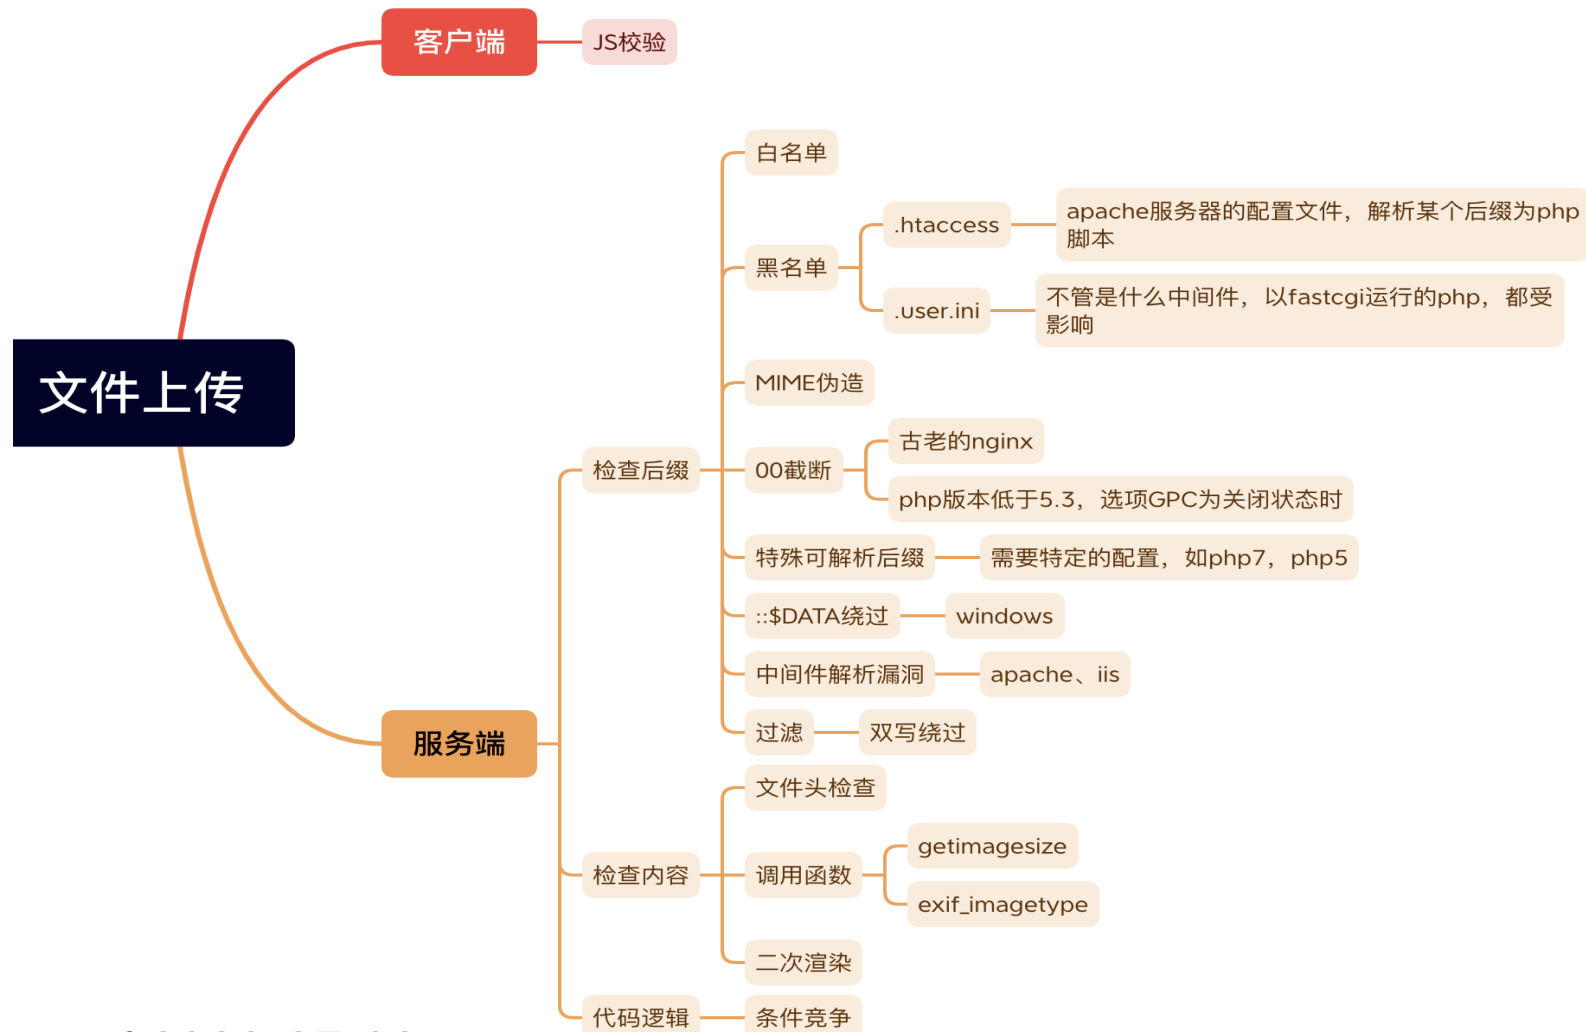 客户端
JS校验
白名单
.htaccess
apache服务器的配置文件，解析某个后缀为php
脚本
黑名单
.user.ini
不管是什么中间件，以fastcgi运行的php，都受
影响
文件上传
MIME伪造
古老的nginx
检查后缀
00截断
php版本低于5.3，选项GPC为关闭状态时
特殊可解析后缀
需要特定的配置，如php7，php5
::$DATA绕过
windows
中间件解析漏洞
apache、iis
过滤
双写绕过
服务端
文件头检查
getimagesize
检查内容
调用函数
exif_imagetype
二次渲染
代码逻辑
条件竞争